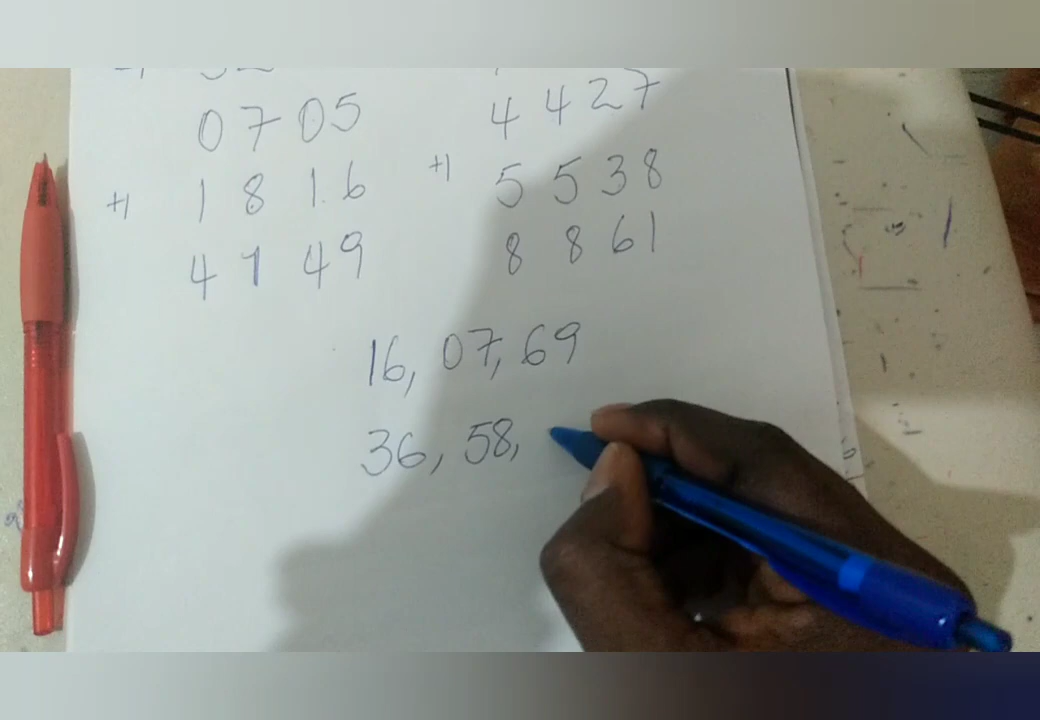 0705 4427
+1 1816 +1 5538
4149 8861
16, 07, 69
36, 58,